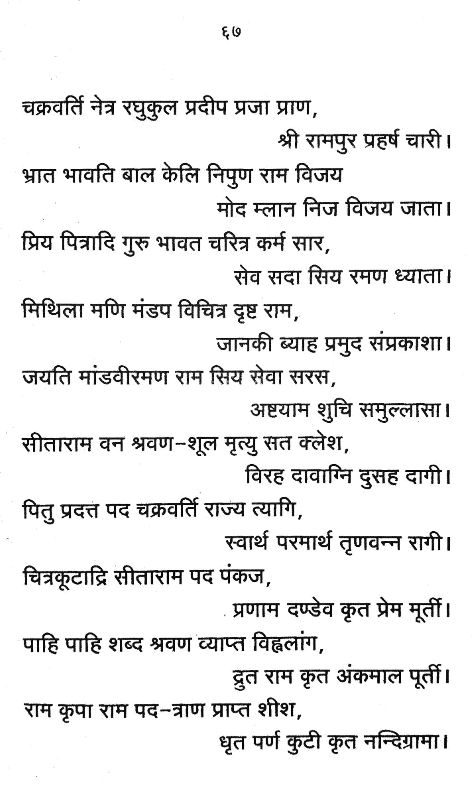 ६७
चक्रवर्ति नेत्र रघुकुल प्रदीप प्रजा प्राण,
श्री रामपुर प्रहर्ष चारी।
भ्रात भावति बाल केलि निपुण राम विजय
मोद म्लान निज विजय जाता।
प्रिय पित्रादि गुरु भावत चरित्र कर्म सार,
सेव सदा सिय रमण ध्याता।
मिथिला मणि मंडप विचित्र दृष्ट राम,
जानकी ब्याह प्रमुद संप्रकाशा।
जयति मांडवीरमण राम सिय सेवा सरस,
अष्टयाम शुचि समुल्लासा।
सीताराम वन श्रवण-शूल मृत्यु सत क्लेश,
विरह दावाग्नि दुसह दागी।
पितु प्रदत्त पद चक्रवर्ति राज्य त्यागि,
स्वार्थ परमार्थ तृणवन्न रागी।
चित्रकूटाद्रि सीताराम पद पंकज,
प्रणाम दण्डेव कृत प्रेम मूर्ती।
पाहि पाहि शब्द श्रवण व्याप्त विह्वलांग,
द्रुत राम कृत अंकमाल पूर्ती।
राम कृपा राम पद-त्राण प्राप्त शीश,
धृत पर्ण कुटी कृत नन्दिग्रामा।